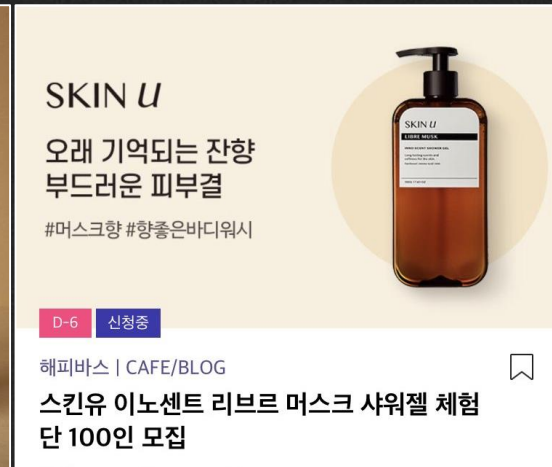 SKIN U
오래 기억되는 잔향
부드러운 피부결
#머스크향 #향좋은바디워시
SKIN U
LIBRE MUSK
D-6
신청중
해피바스 | CAFE/BLOG
스킨유 이노센트 리브르 머스크 샤워젤 체험
단 100인 모집